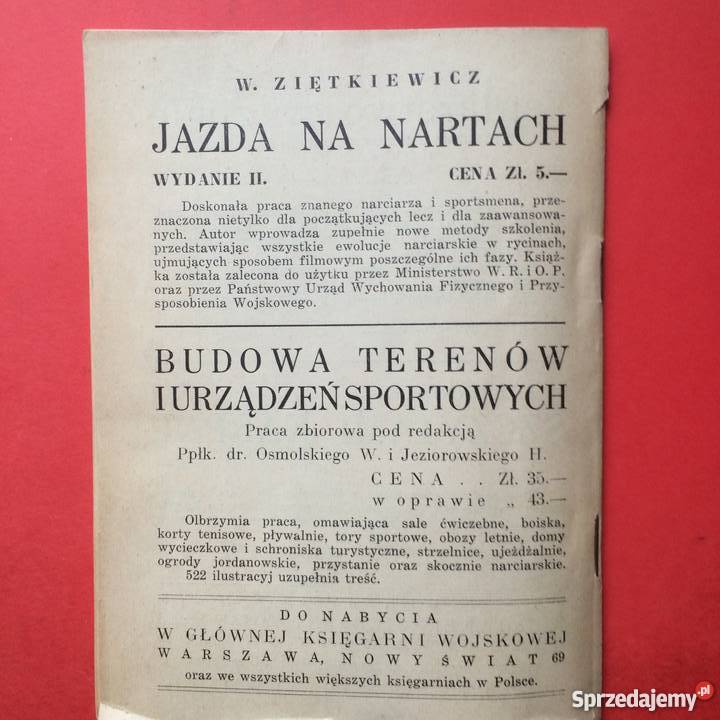 W. ZIĘTKIEWICZ
JAZDA NA NARTACH
WYDANIE II. CENA Zł. 5.—
Doskonała praca znanego narciarza i sportsmena, prze-
znaczona nietylko dla początkujących lecz i dla zaawansowa-
nych. Autor wprowadza zupełnie nowe metody szkolenia,
przedstawiając wszystkie ewolucje narciarskie w rycinach,
ujmujących sposobem filmowym poszczególne ich fazy. Książ-
ka została zalecona do użytku przez Ministerstwo W. R. i O. P.
oraz przez Państwowy Urząd Wychowania Fizycznego i Przy-
sposobienia Wojskowego.
BUDOWA TERENÓW
I URZĄDZEŃ SPORTOWYCH
Praca zbiorowa pod redakcją
Ppłk. dr. Osmolskiego W. i Jeziorowskiego H.
CENA . . Zł. 35.—
w oprawie „ 43.—
Olbrzymia praca, omawiająca sale ćwiczebne, boiska,
korty tenisowe, pływalnie, tory sportowe, obozy letnie, domy
wycieczkowe i schroniska turystyczne, strzelnice, ujeżdżalnie,
ogrody jordanowskie, przystanie oraz skocznie narciarskie.
522 ilustracyj uzupełnia treść.
DO NABYCIA
W GŁÓWNEJ KSIĘGARNI WOJSKOWEJ
WARSZAWA, NOWY ŚWIAT 69
oraz we wszystkich większych księgarniach w Polsce.
Sprzedajemy.pl